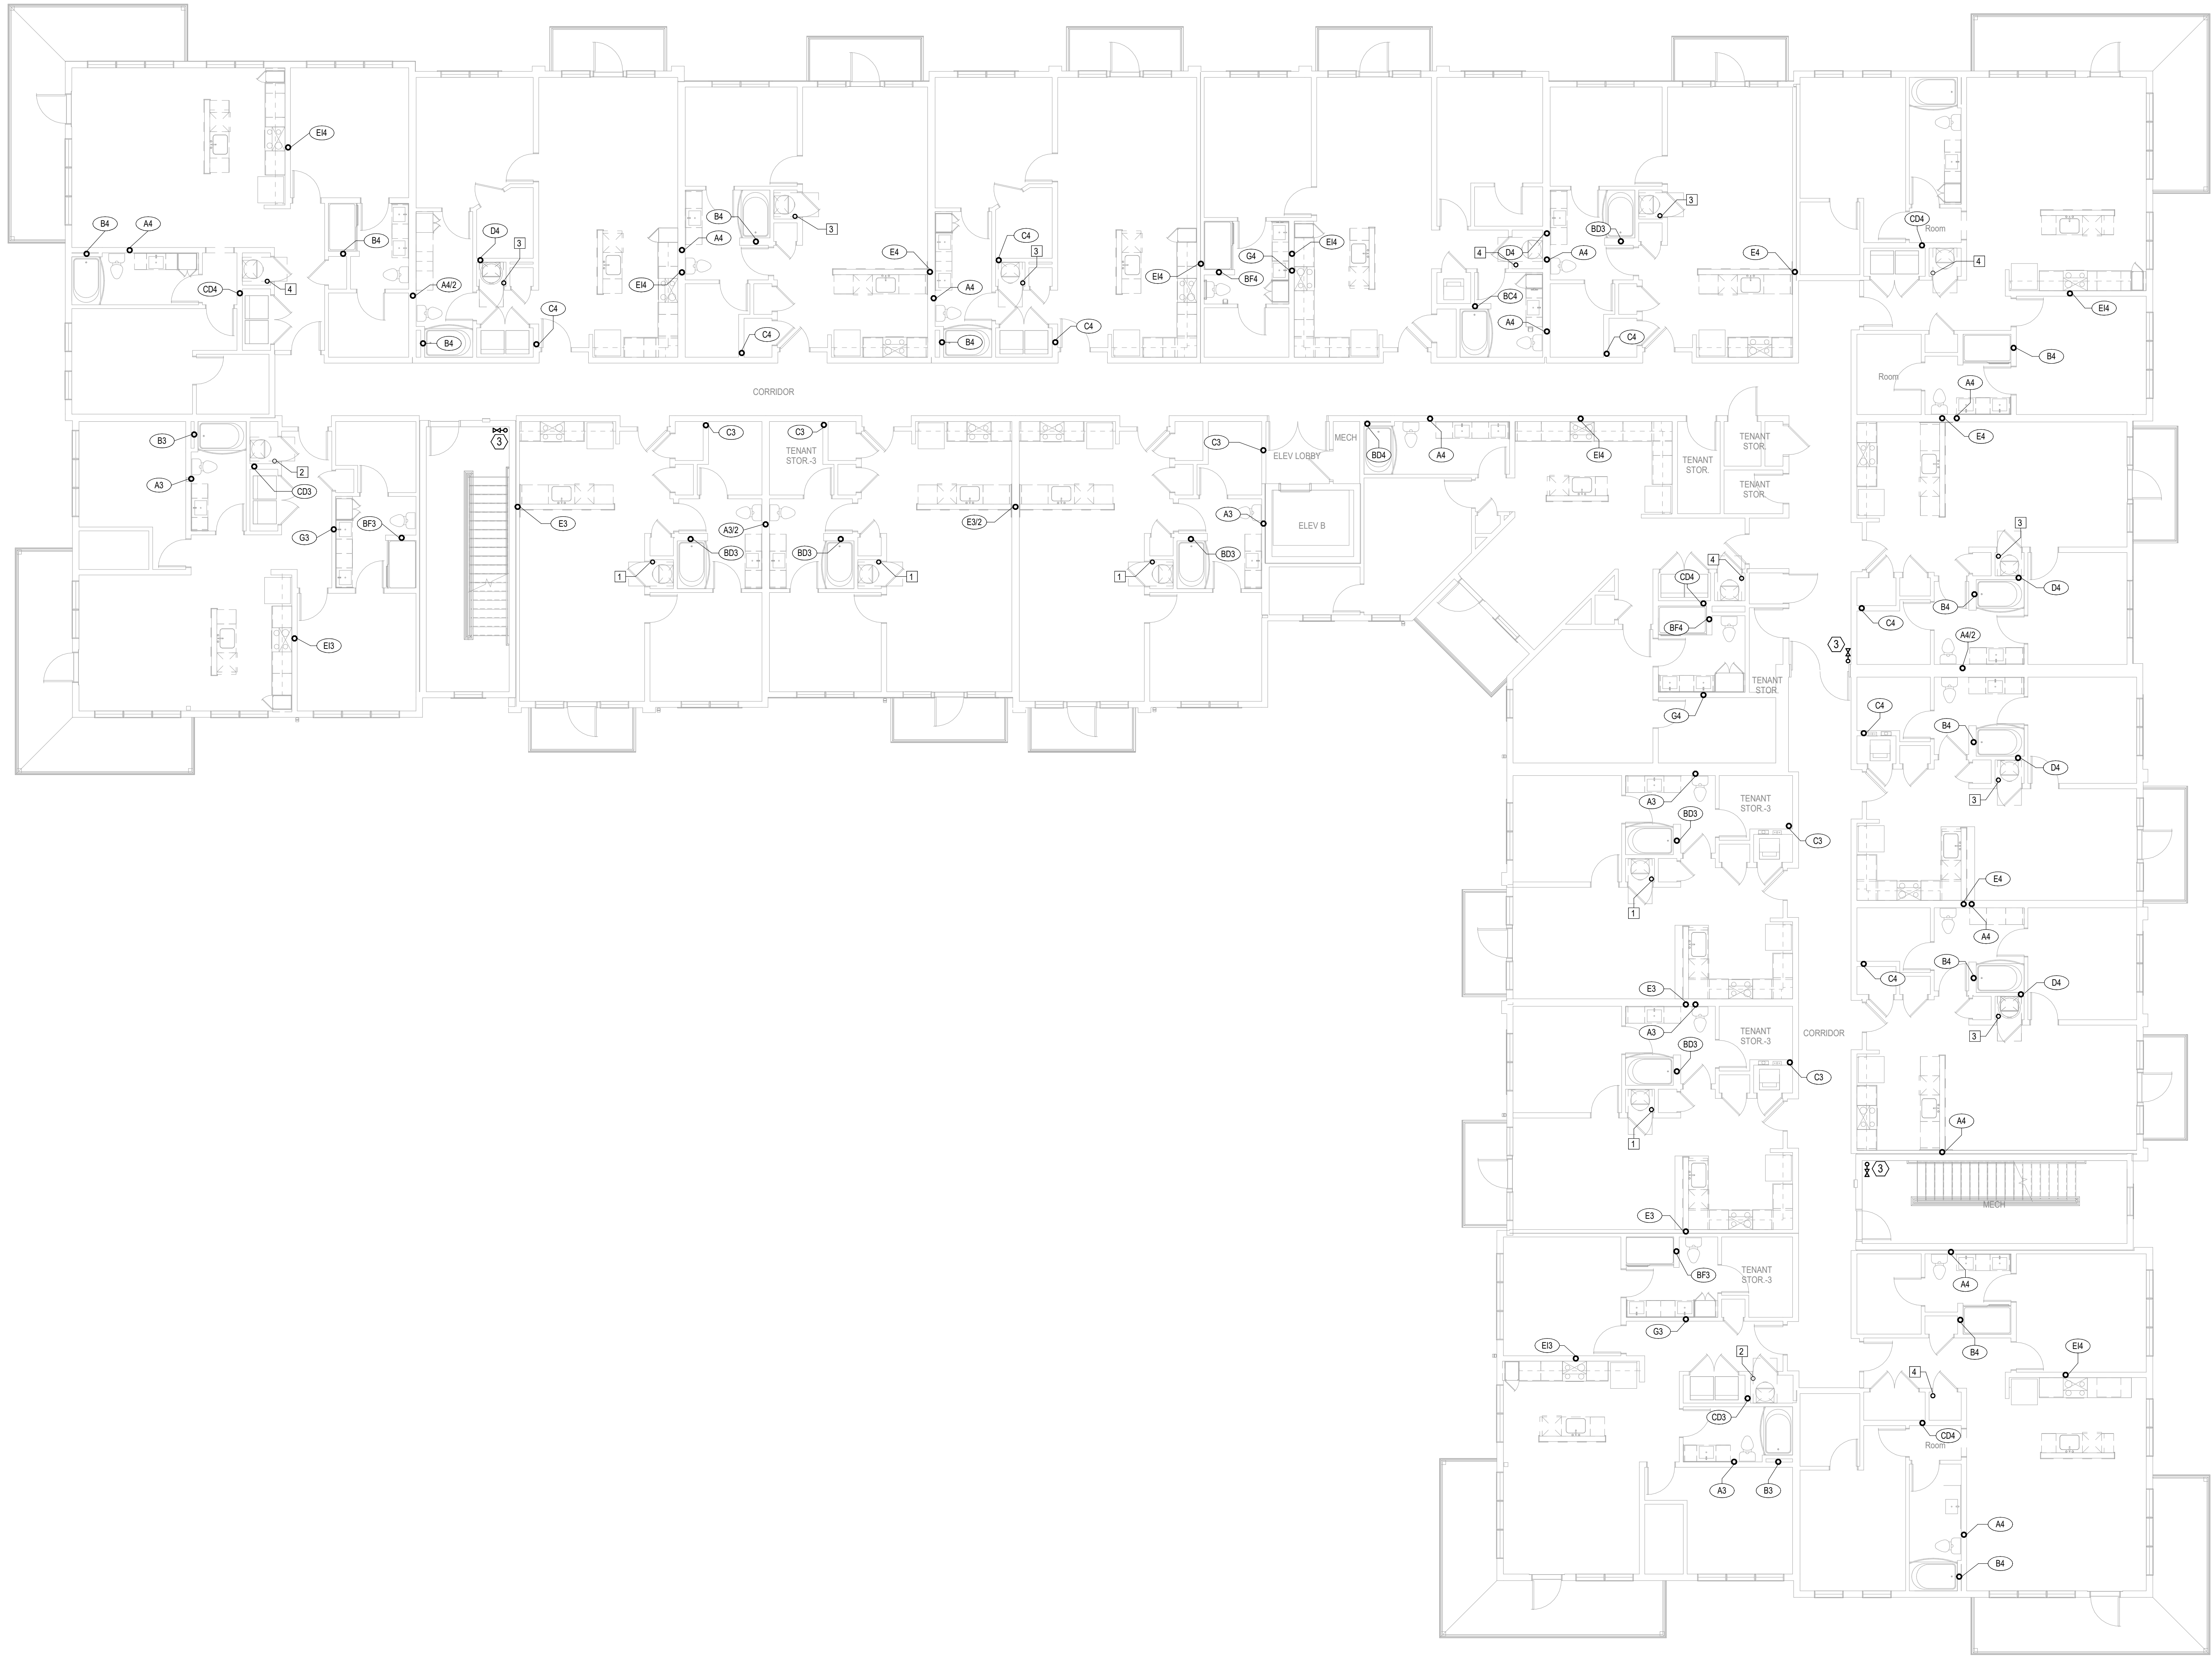 EI4
B4
A4
B4
D4
3
B4
A4
3
C4
3
E4
EI4
G4
EI4
BF4
4
D4
BD3
A4
3
E4
CD4
Room
4
CD4
4
A4/2
EI4
A4
EI4
BC4
A4
EI4
C4
B4
C4
B4
C4
C4
B4
Room
A4
CORRIDOR
E4
B3
2
A3
CD3
G3
BF3
EI3
3
E3
C3
C3
TENANT
STOR.-3
A3/2
BD3
BD3
1
1
E3/2
C3
A3
BD3
1
ELEV LOBBY
MECH
ELEV B
BD4
A4
EI4
TENANT
STOR.
TENANT
STOR.
TENANT
STOR.
4
CD4
BF4
TENANT
STOR.
G4
3
3
D4
B4
C4
A4/2
C4
B4
D4
3
A3
TENANT
STOR.-3
BD3
C3
1
E4
A4
B4
C4
D4
3
E3
A3
TENANT
STOR.-3
CORRIDOR
BD3
C3
1
A4
3
MECH
E3
BF3
TENANT
STOR.-3
A4
G3
EI3
2
B4
EI4
4
CD3
CD4
Room
A3
B3
A4
B4